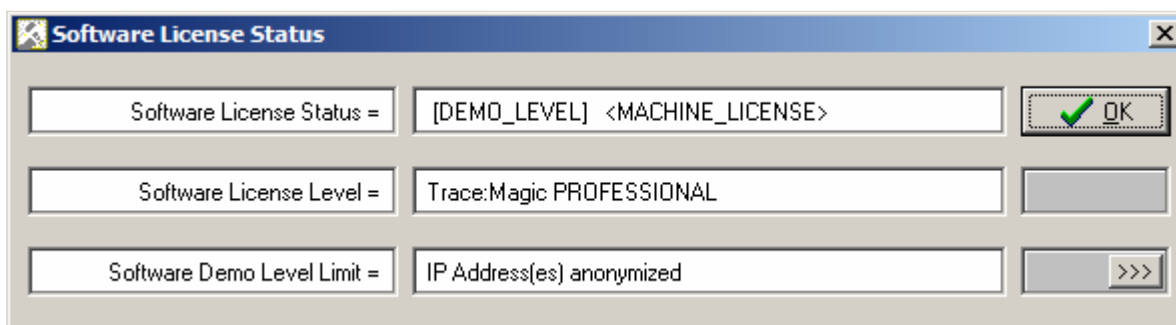 Software License Status
Software License Status = [DEMO_LEVEL] <MACHINE_LICENSE> OK
Software License Level = Trace:Magic PROFESSIONAL
Software Demo Level Limit = IP Address(es) anonymized >>>